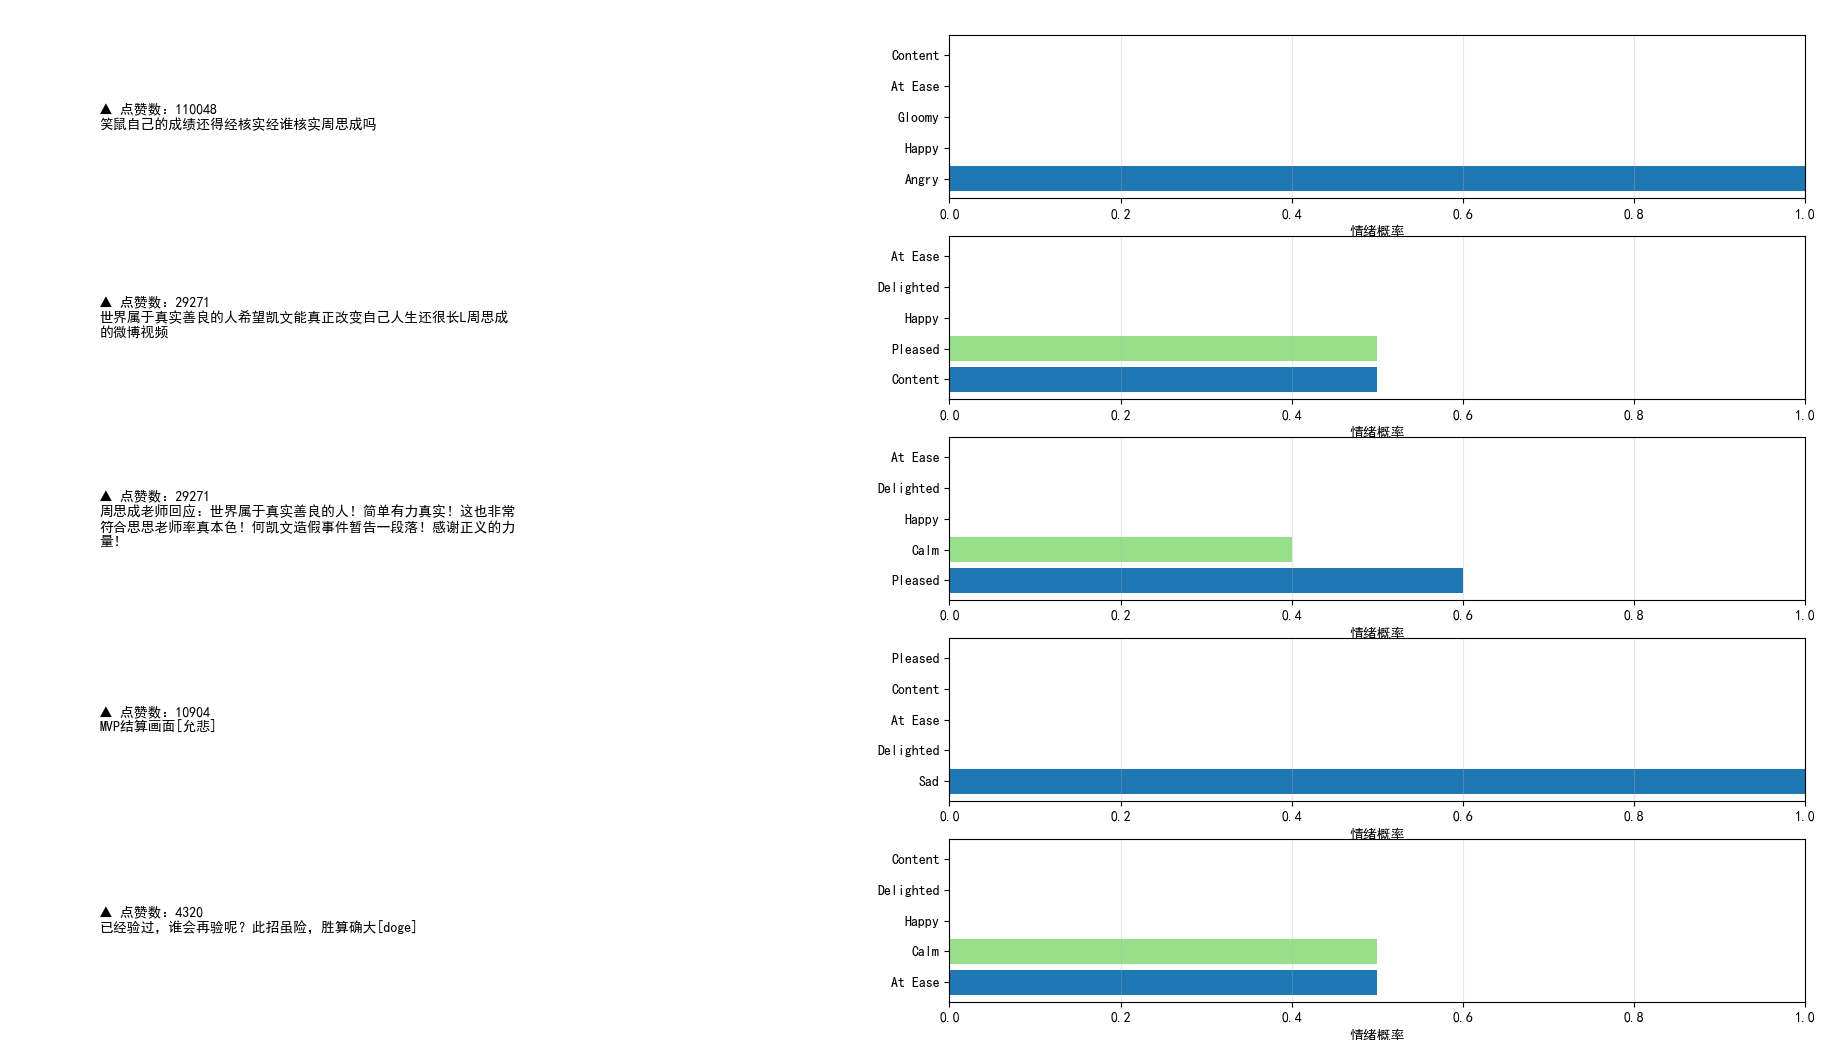 ▲ 点赞数：110048
笑鼠自己的成绩还得经核实经谁核实周思成吗
Content
At Ease
Gloomy
Happy
Angry
0.0 0.2 0.4 0.6 0.8 1.0
情绪概率
▲ 点赞数：29271
世界属于真实善良的人希望凯文能真正改变自己人生还很长L周思成
的微博视频
At Ease
Delighted
Happy
Pleased
Content
0.0 0.2 0.4 0.6 0.8 1.0
情绪概率
▲ 点赞数：29271
周思成老师回应：世界属于真实善良的人！简单有力真实！这也非常
符合思思老师率真本色！何凯文造假事件暂告一段落！感谢正义的力
量！
At Ease
Delighted
Happy
Calm
Pleased
0.0 0.2 0.4 0.6 0.8 1.0
情绪概率
▲ 点赞数：10904
MVP结算画面[允悲]
Pleased
Content
At Ease
Delighted
Sad
0.0 0.2 0.4 0.6 0.8 1.0
情绪概率
▲ 点赞数：4320
已经验过，谁会再验呢？此招虽险，胜算确大[doge]
Content
Delighted
Happy
Calm
At Ease
0.0 0.2 0.4 0.6 0.8 1.0
情绪概率